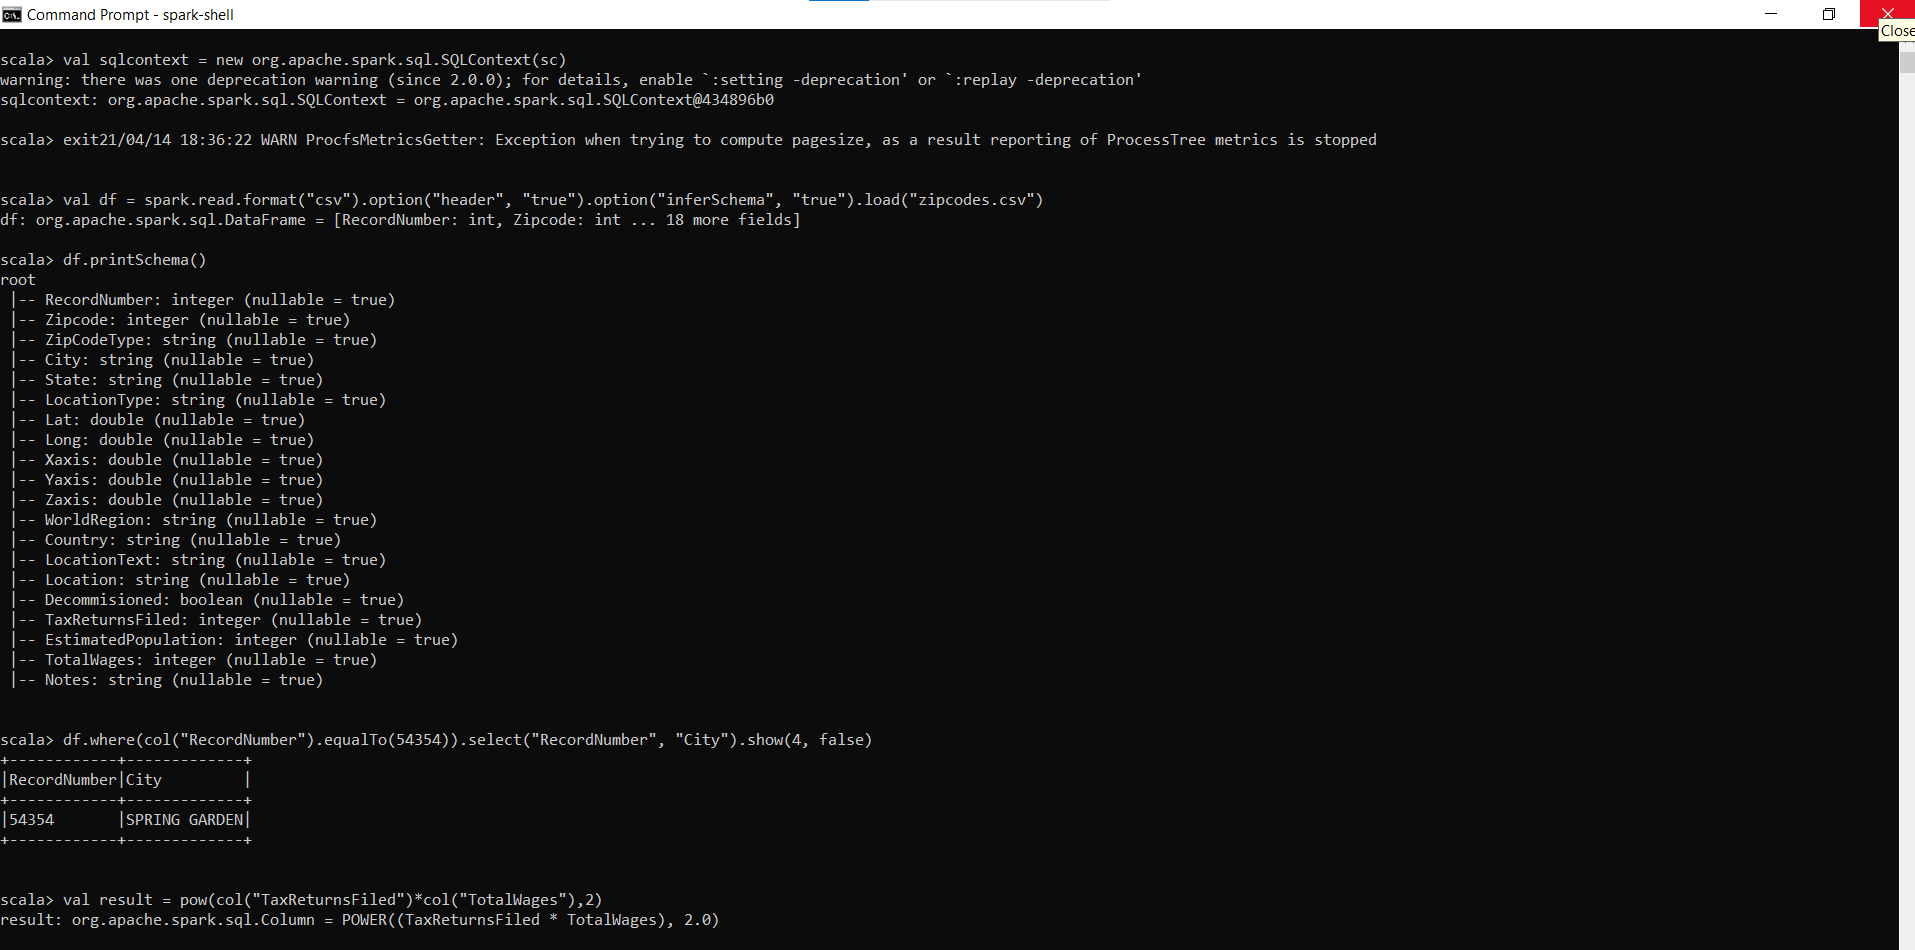 Command Prompt - spark-shell
Close
scala> val sqlcontext = new org.apache.spark.sql.SQLContext(sc)
warning: there was one deprecation warning (since 2.0.0); for details, enable `:setting -deprecation' or `:replay -deprecation'
sqlcontext: org.apache.spark.sql.SQLContext = org.apache.spark.sql.SQLContext@434896b0
scala> exit21/04/14 18:36:22 WARN ProcfsMetricsGetter: Exception when trying to compute pagesize, as a result reporting of ProcessTree metrics is stopped
scala> val df = spark.read.format("csv").option("header", "true").option("inferSchema", "true").load("zipcodes.csv")
df: org.apache.spark.sql.DataFrame = [RecordNumber: int, Zipcode: int ... 18 more fields]
scala> df.printSchema()
root
 |-- RecordNumber: integer (nullable = true)
 |-- Zipcode: integer (nullable = true)
 |-- ZipCodeType: string (nullable = true)
 |-- City: string (nullable = true)
 |-- State: string (nullable = true)
 |-- LocationType: string (nullable = true)
 |-- Lat: double (nullable = true)
 |-- Long: double (nullable = true)
 |-- Xaxis: double (nullable = true)
 |-- Yaxis: double (nullable = true)
 |-- Zaxis: double (nullable = true)
 |-- WorldRegion: string (nullable = true)
 |-- Country: string (nullable = true)
 |-- LocationText: string (nullable = true)
 |-- Location: string (nullable = true)
 |-- Decommisioned: boolean (nullable = true)
 |-- TaxReturnsFiled: integer (nullable = true)
 |-- EstimatedPopulation: integer (nullable = true)
 |-- TotalWages: integer (nullable = true)
 |-- Notes: string (nullable = true)
scala> df.where(col("RecordNumber").equalTo(54354)).select("RecordNumber", "City").show(4, false)
+------------+-------------+
|RecordNumber|City         |
+------------+-------------+
|54354       |SPRING GARDEN|
+------------+-------------+
scala> val result = pow(col("TaxReturnsFiled")*col("TotalWages"),2)
result: org.apache.spark.sql.Column = POWER((TaxReturnsFiled * TotalWages), 2.0)